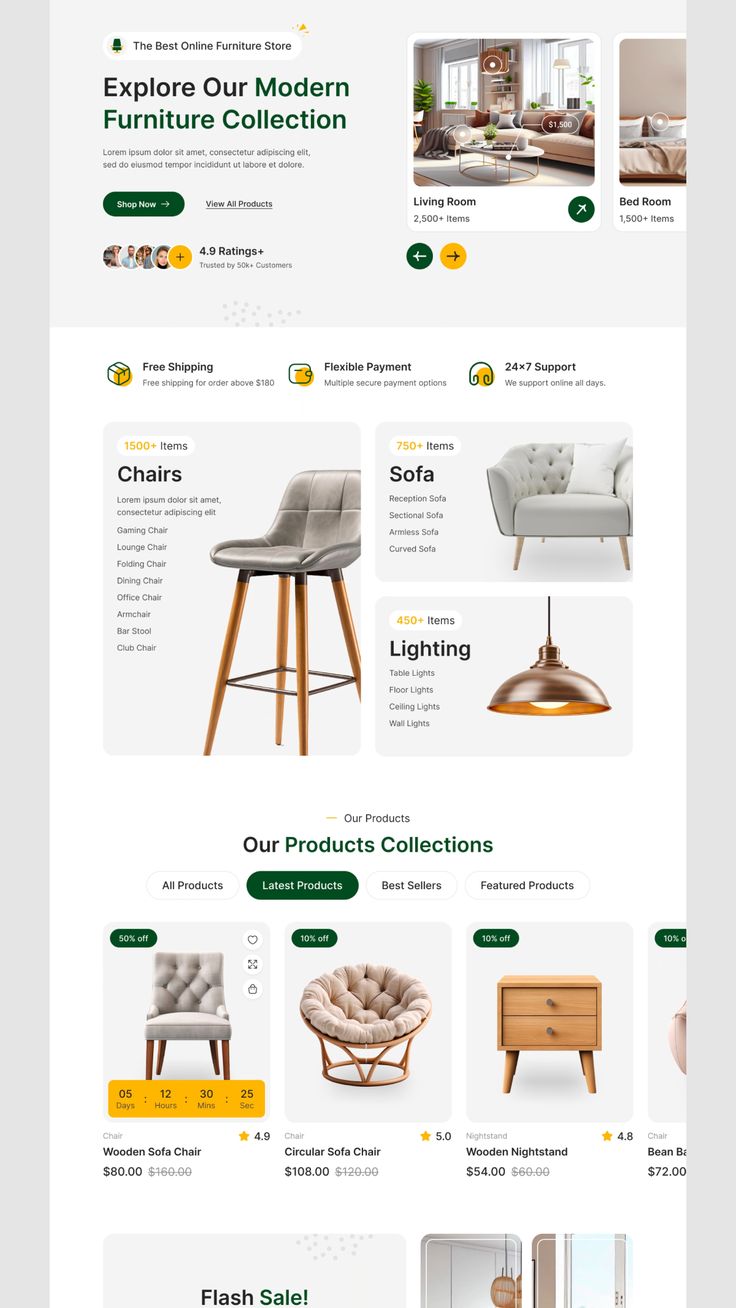 The Best Online Furniture Store
Explore Our Modern
Furniture Collection
Lorem ipsum dolor sit amet, consectetur adipiscing elit,
sed do eiusmod tempor incididunt ut labore et dolore.
Shop Now
View All Products
4.9 Ratings+
Trusted by 50k+ Customers
$1,500
Living Room
2,500+ Items
Bed Room
1,500+ Items
Free Shipping
Free shipping for order above $180
Flexible Payment
Multiple secure payment options
24×7 Support
We support online all days.
1500+ Items
Chairs
Lorem ipsum dolor sit amet,
consectetur adipiscing elit
Gaming Chair
Lounge Chair
Folding Chair
Dining Chair
Office Chair
Armchair
Bar Stool
Club Chair
750+ Items
Sofa
Reception Sofa
Sectional Sofa
Armless Sofa
Curved Sofa
450+ Items
Lighting
Table Lights
Floor Lights
Ceiling Lights
Wall Lights
Our Products
Our Products Collections
All Products
Latest Products
Best Sellers
Featured Products
50% off
05 : 12 : 30 : 25
Days Hours Mins Sec
Chair
4.9
Wooden Sofa Chair
$80.00 $160.00
10% off
Chair
5.0
Circular Sofa Chair
$108.00 $120.00
10% off
Nightstand
4.8
Wooden Nightstand
$54.00 $60.00
10% o
Chair
Bean Ba
$72.00
Flash Sale!